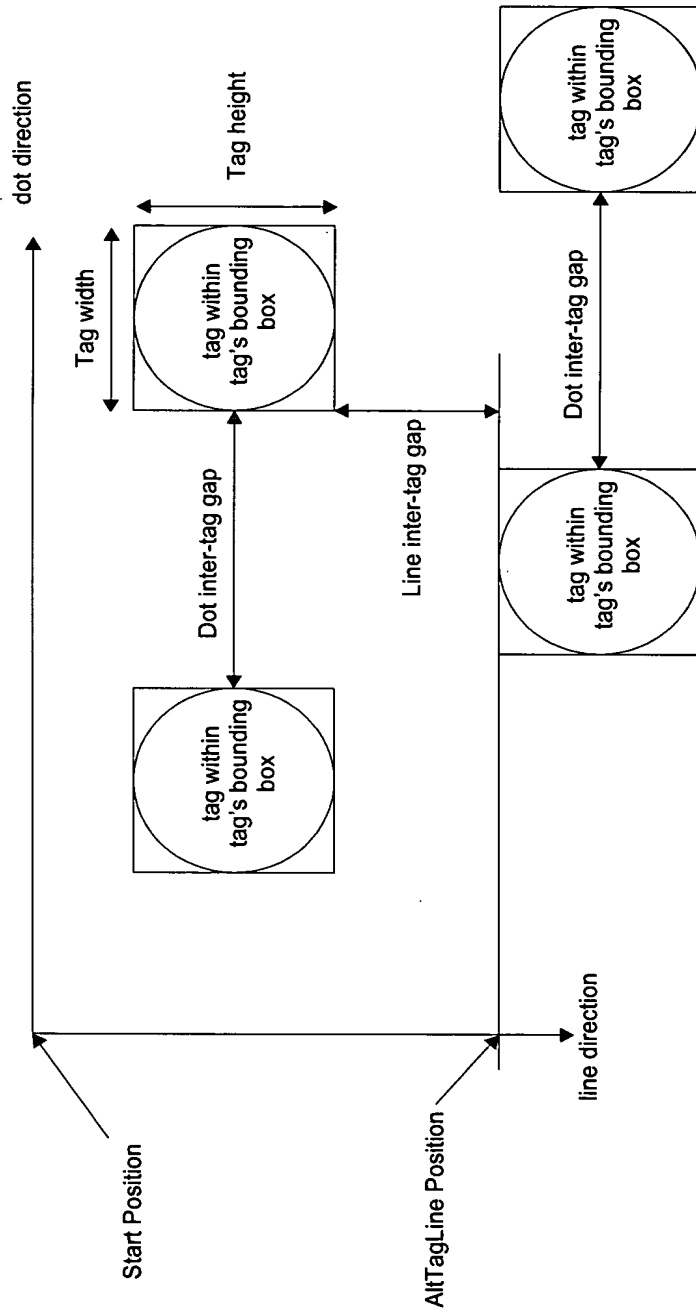 dot direction
Start Position
Tag width
Tag height
tag within
tag's bounding
box
Dot inter-tag gap
tag within
tag's bounding
box
Line inter-tag gap
AltTagLine Position
line direction
tag within
tag's bounding
box
Dot inter-tag gap
tag within
tag's bounding
box